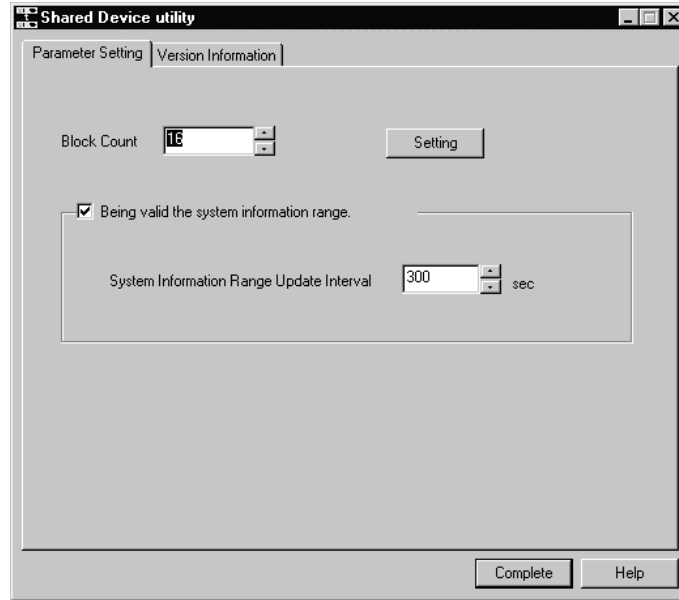 Shared Device utility
Parameter Setting Version Information
Block Count 16 Setting
Being valid the system information range.
System Information Range Update Interval 300 sec
Complete Help